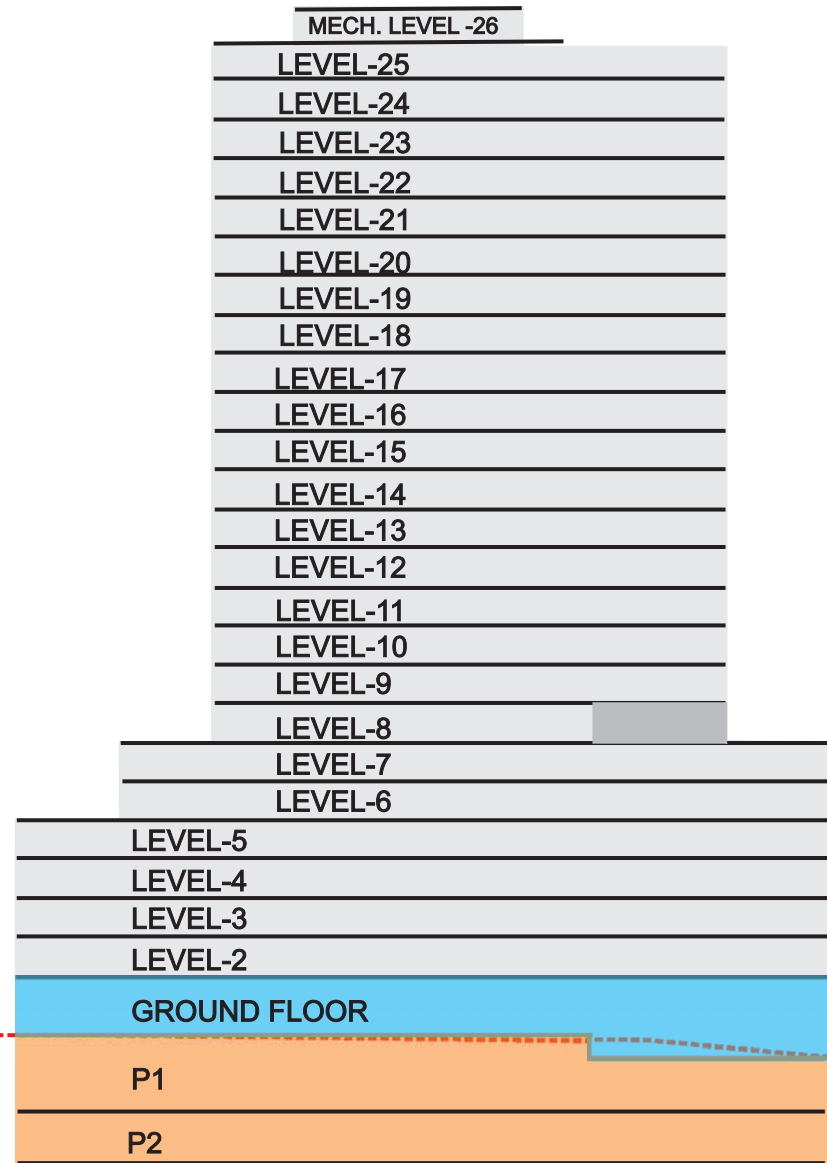 MECH. LEVEL -26
LEVEL-25
LEVEL-24
LEVEL-23
LEVEL-22
LEVEL-21
LEVEL-20
LEVEL-19
LEVEL-18
LEVEL-17
LEVEL-16
LEVEL-15
LEVEL-14
LEVEL-13
LEVEL-12
LEVEL-11
LEVEL-10
LEVEL-9
LEVEL-8
LEVEL-7
LEVEL-6
LEVEL-5
LEVEL-4
LEVEL-3
LEVEL-2
GROUND FLOOR
P1
P2